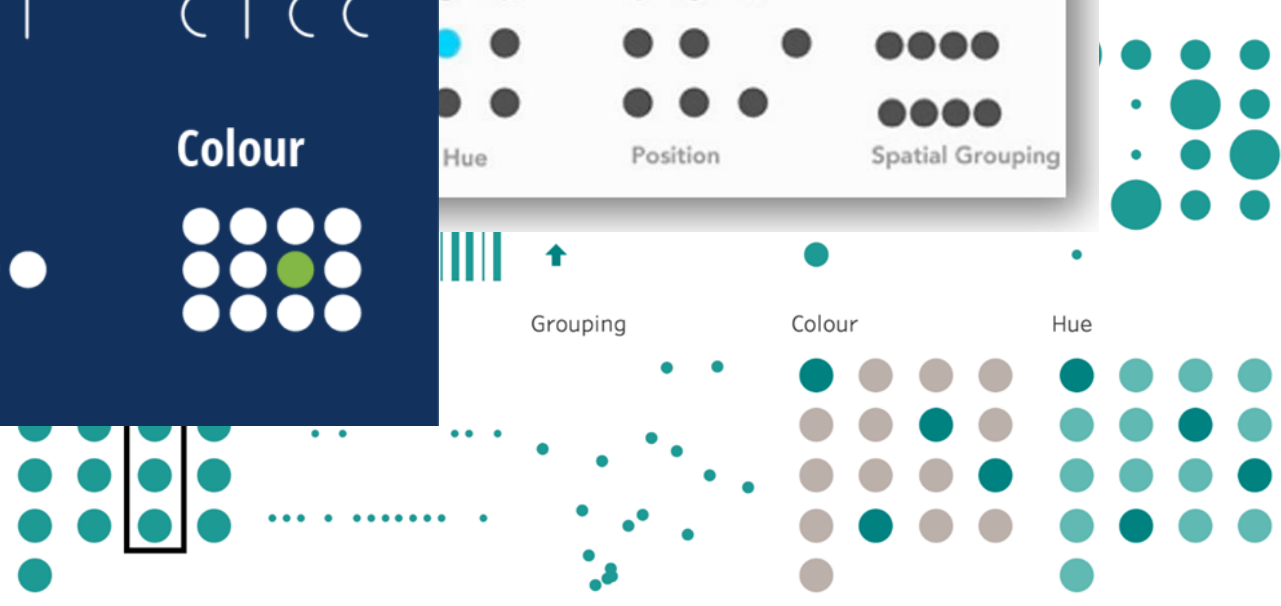 Hue
Position
Spatial Grouping
Colour
Grouping
Colour
Hue